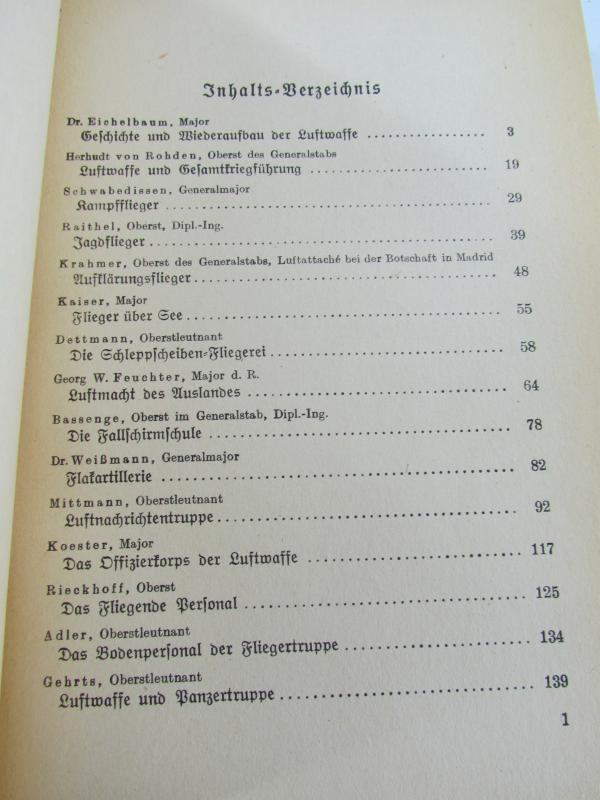 Inhalts-Verzeichnis
Dr. Eichelbaum, Major
Geschichte und Wiederaufbau der Luftwaffe ................ 3
Herhudt von Rohden, Oberst des Generalstabs
Luftwaffe und Gesamtkriegführung ........................ 19
Schwabedissen, Generalmajor
Kampfflieger ............................................ 29
Raithel, Oberst, Dipl.-Ing.
Jagdflieger ............................................. 39
Krahmer, Oberst des Generalstabs, Luftattaché bei der Botschaft in Madrid
Aufklärungsflieger ...................................... 48
Kaiser, Major
Flieger über See ........................................ 55
Dettmann, Oberstleutnant
Die Schleppscheiben-Fliegerei ........................... 58
Georg W. Feuchter, Major d. R.
Luftmacht des Auslandes ................................. 64
Bassenge, Oberst im Generalstab, Dipl.-Ing.
Die Fallschirmschule .................................... 78
Dr. Weißmann, Generalmajor
Flakartillerie .......................................... 82
Mittmann, Oberstleutnant
Luftnachrichtentruppe ................................... 92
Koester, Major
Das Offizierkorps der Luftwaffe ......................... 117
Rieckhoff, Oberst
Das Fliegende Personal .................................. 125
Adler, Oberstleutnant
Das Bodenpersonal der Fliegertruppe ..................... 134
Gehrts, Oberstleutnant
Luftwaffe und Panzertruppe .............................. 139
1